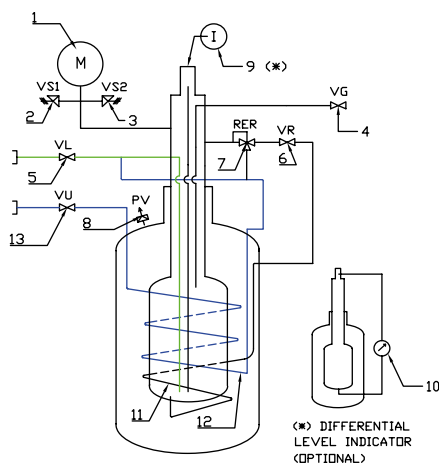 1
I
M
9 (*)
VS1 VS2
VG
2
3
4
RER
VR
VL
7
6
5
VU
PV
8
13
11
12
10
(*) DIFFERENTIAL
LEVEL INDICATOR
(OPTIONAL)